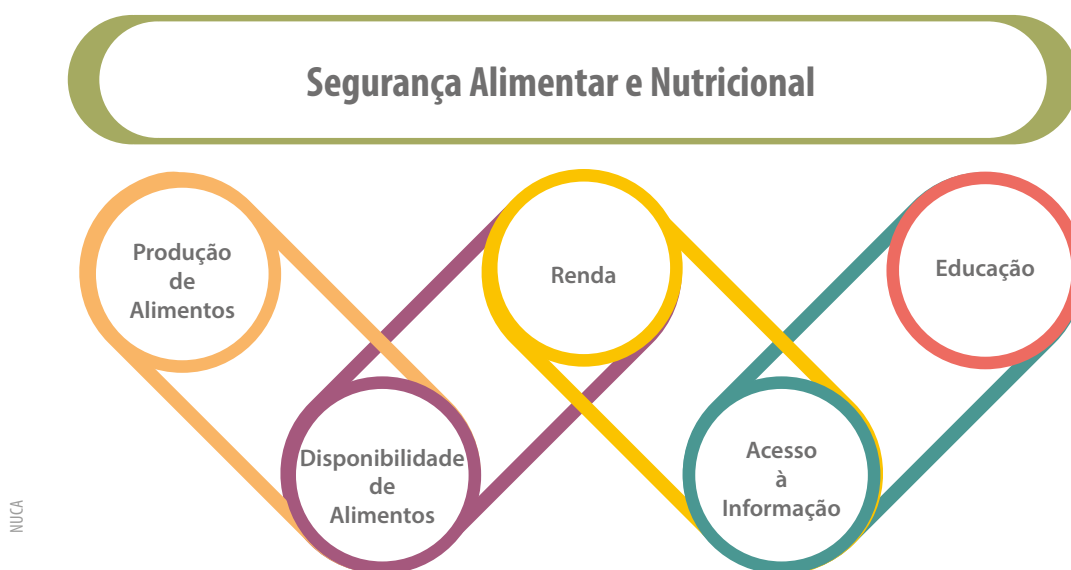 Segurança Alimentar e Nutricional
Produção
de
Alimentos
Disponibilidade
de
Alimentos
Renda
Acesso
à
Informação
Educação
NUCA